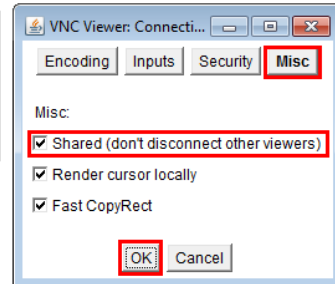 VNC Viewer: Connecti...
Encoding Inputs Security Misc
Misc:
Shared (don't disconnect other viewers)
Render cursor locally
Fast CopyRect
OK Cancel